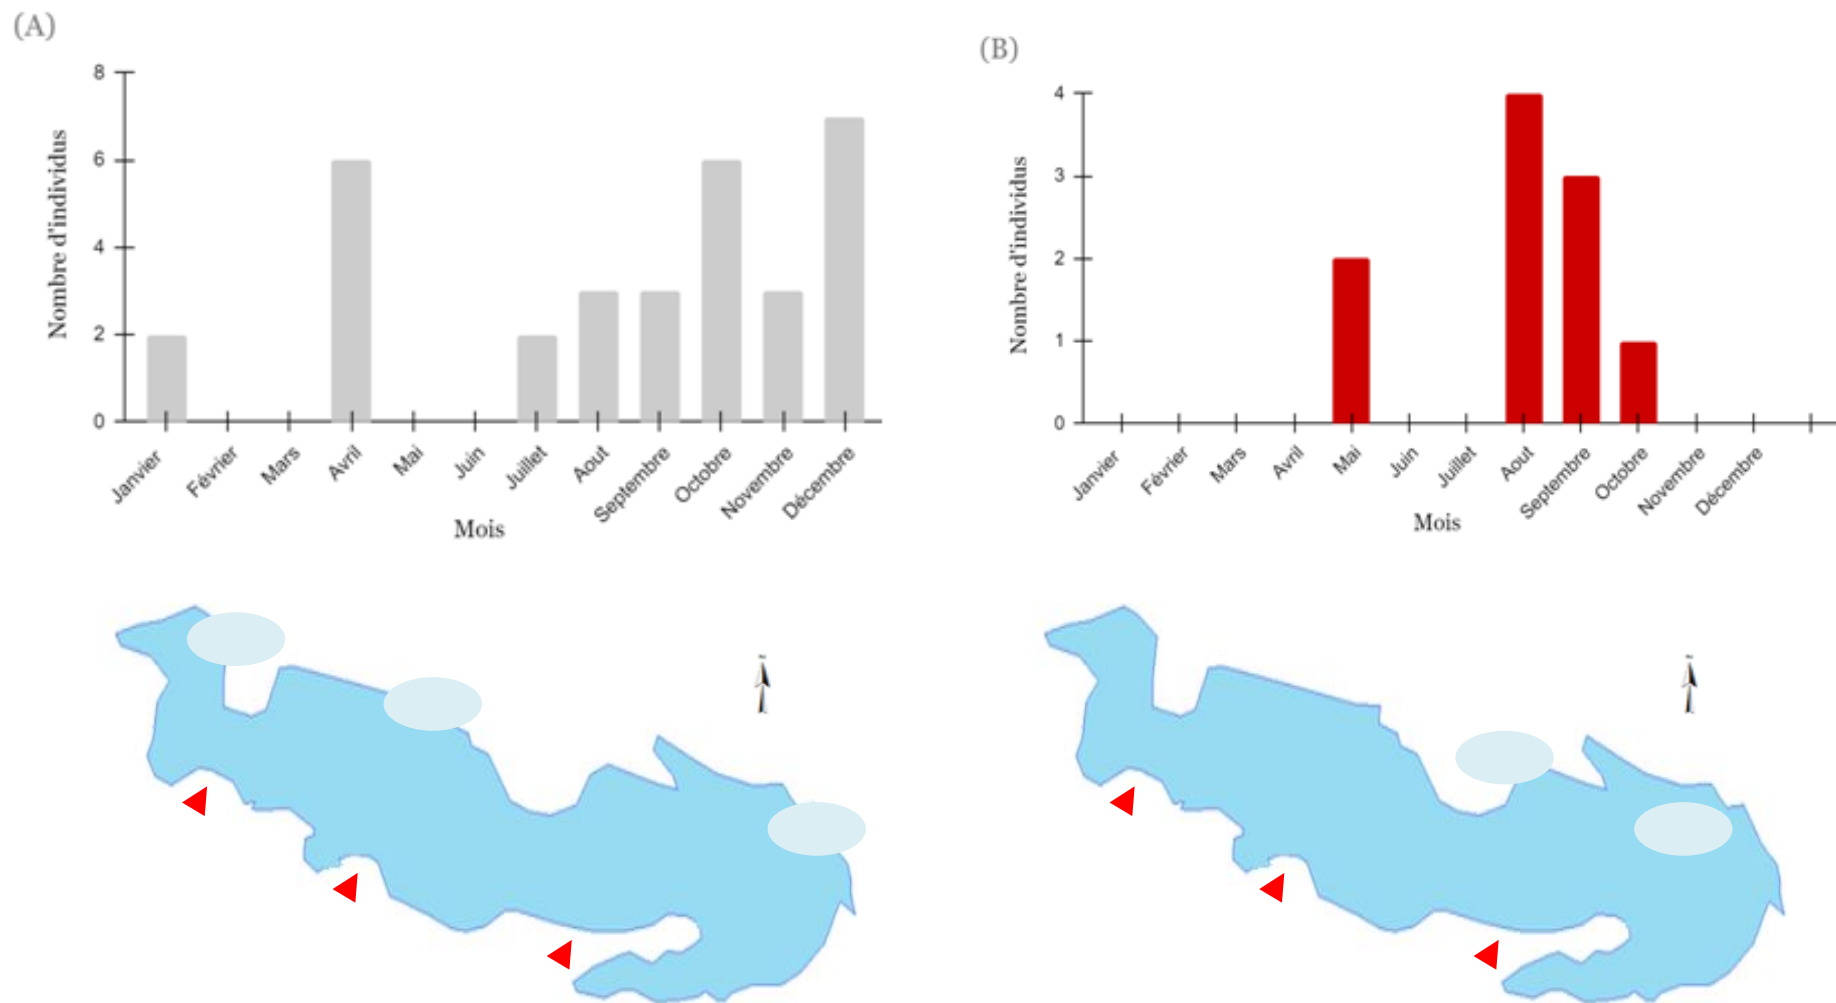 (A)
8
6
4
2
0
Nombre d'individus
Janvier
Février
Mars
Avril
Mai
Juin
Juillet
Aout
Septembre
Octobre
Novembre
Décembre
Mois
(B)
4
3
2
1
0
Nombre d'individus
Janvier
Février
Mars
Avril
Mai
Juin
Juillet
Aout
Septembre
Octobre
Novembre
Décembre
Mois